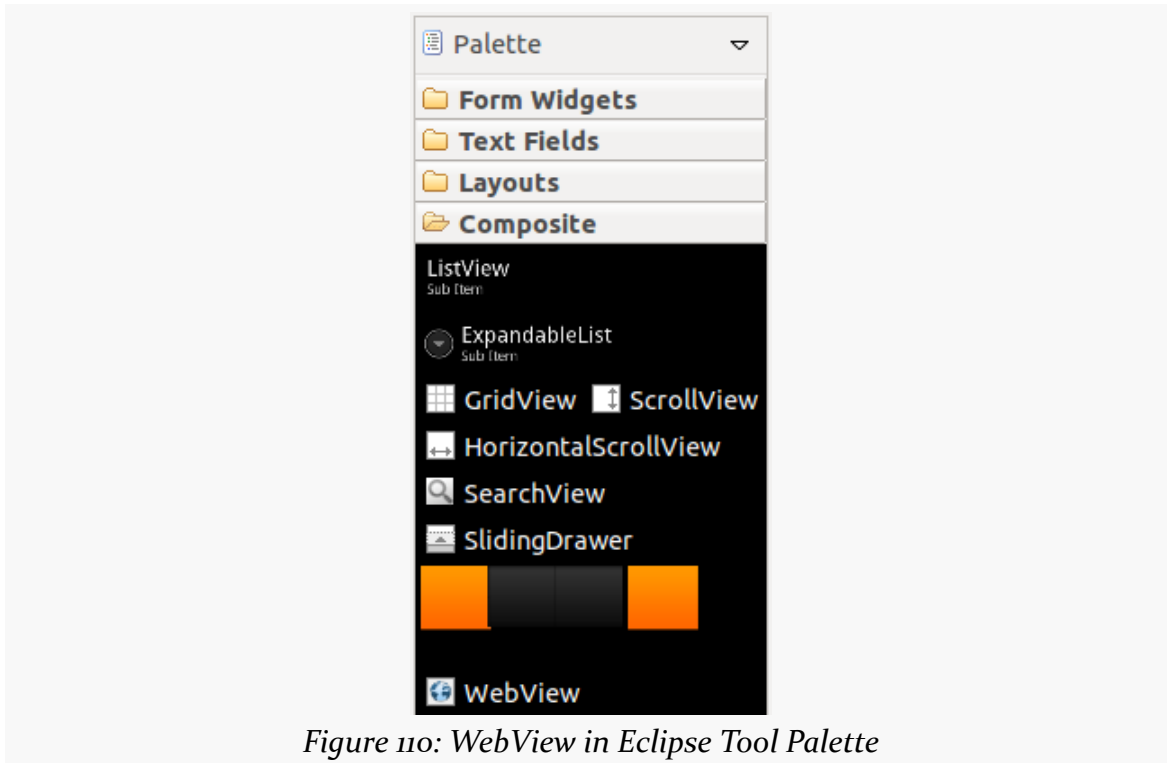 Palette
Form Widgets
Text Fields
Layouts
Composite
ListView
Sub Item
ExpandableList
Sub Item
GridView ScrollView
HorizontalScrollView
SearchView
SlidingDrawer
WebView
Figure 110: WebView in Eclipse Tool Palette